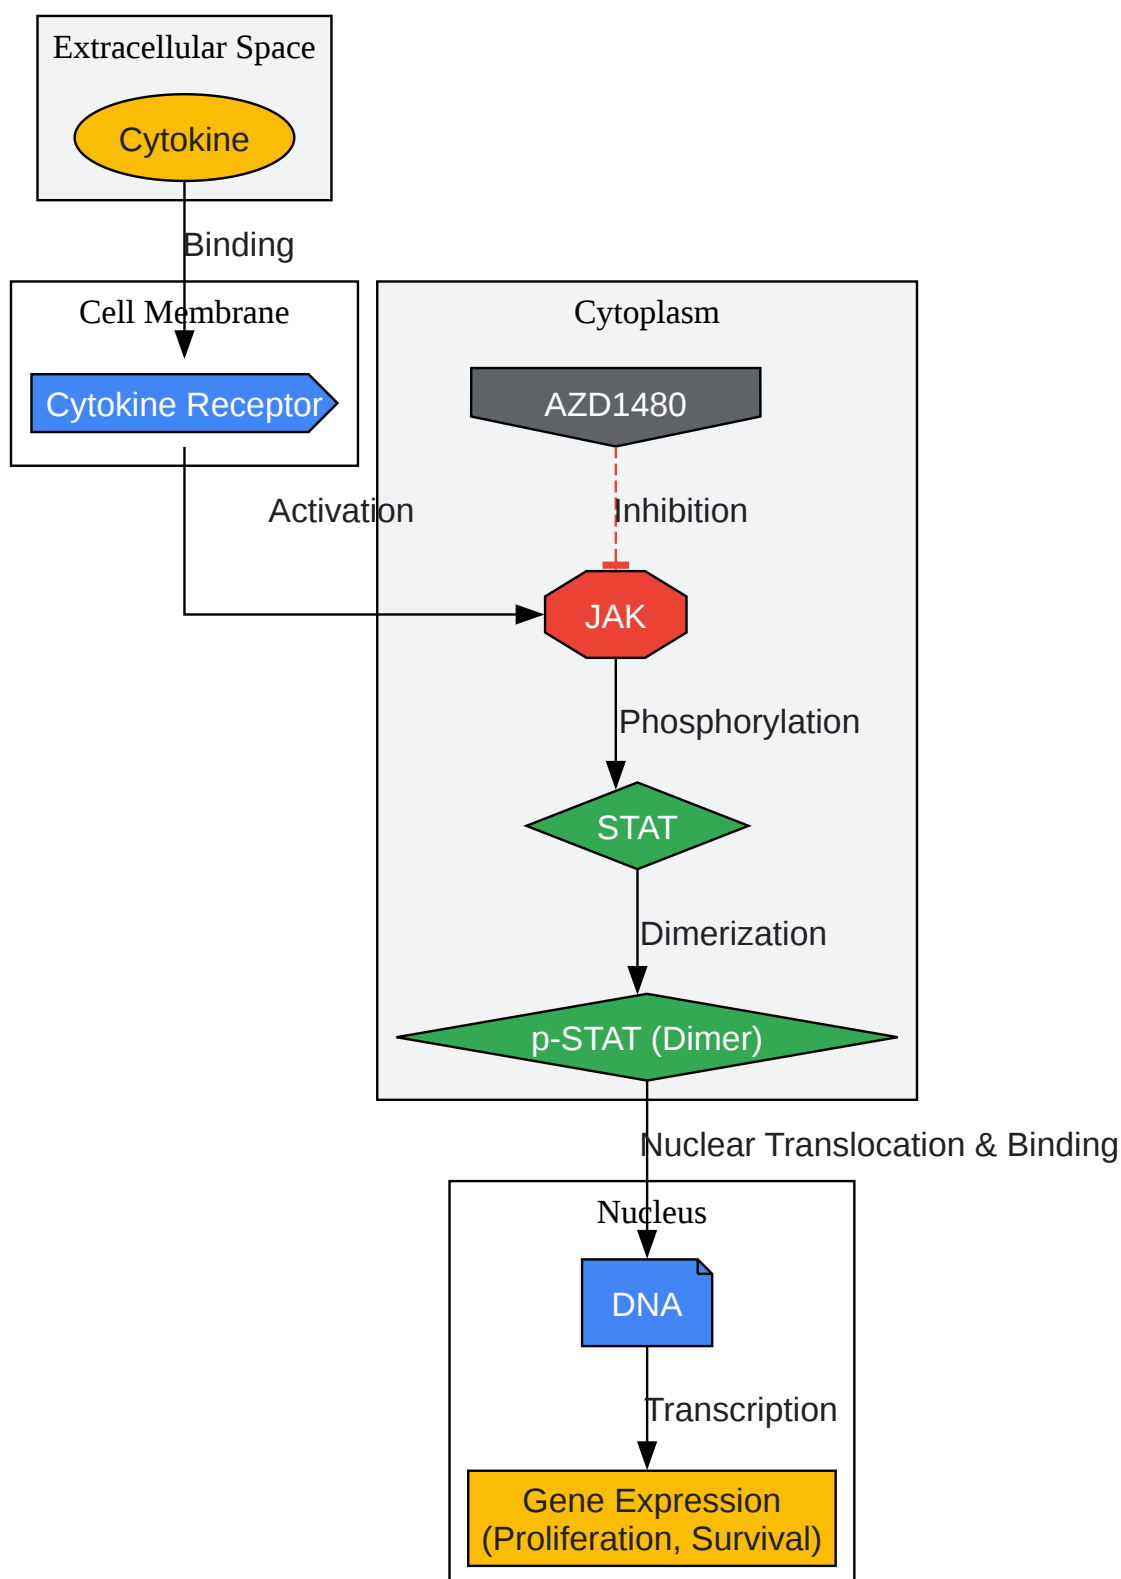 Extracellular Space
Cytokine
Binding
Cell Membrane
Cytoplasm
Cytokine Receptor
AZD1480
Activation
Inhibition
JAK
Phosphorylation
STAT
Dimerization
p-STAT (Dimer)
Nuclear Translocation & Binding
Nucleus
DNA
Transcription
Gene Expression
(Proliferation, Survival)